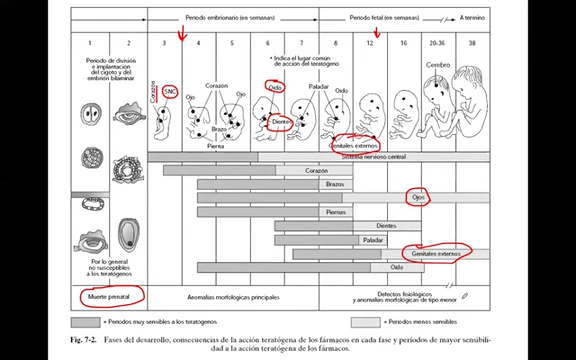 Período embrionario (en semanas)
Período fetal (en semanas)
A termino
1
2
3
4
5
6
7
8
12
16
20-36
38
Período de división
e implantación
del cigoto y del
embrión bilaminar
• Indica el lugar común
de acción del teratógeno
Corazón
SNC
Ojo
Corazón
Ojo
Brazo
Pierna
Oído
Dientes
Paladar
Oído
Cerebro
Genitales externos
Sistema nervioso central
Corazón
Brazos
Ojos
Piernas
Dientes
Paladar
Genitales externos
Oído
Por lo general
no susceptibles
a los teratógenos
Muerte prenatal
Anomalías morfológicas principales
Defectos fisiológicos
y anomalías morfológicas de tipo menor
= Períodos muy sensibles a los teratógenos
= Períodos menos sensibles
Fig. 7-2. Fases del desarrollo, consecuencias de la acción teratógena de los fármacos en cada fase y períodos de mayor sensibili-
dad a la acción teratógena de los fármacos.